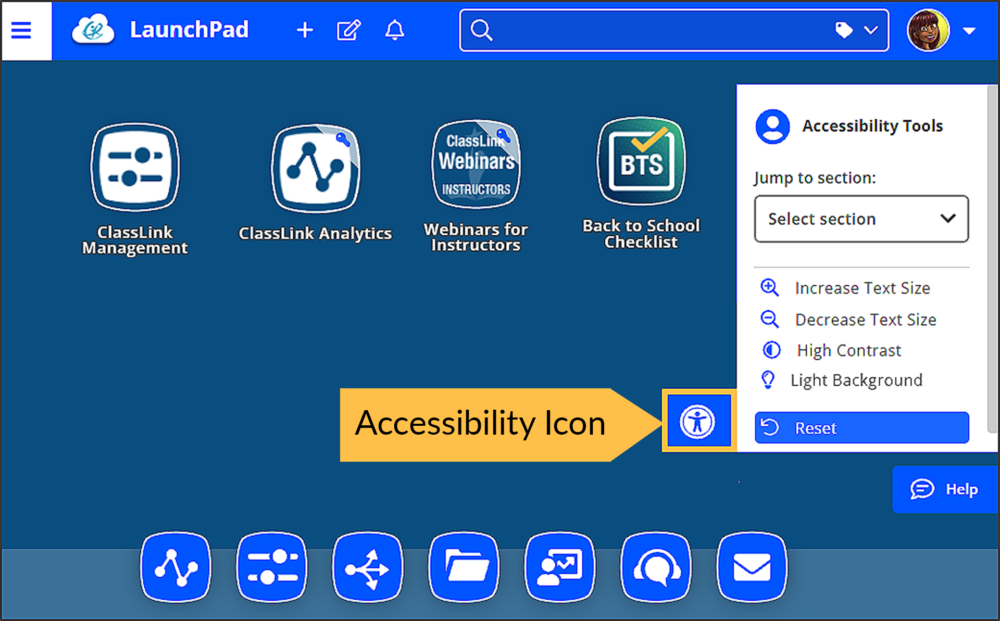 LaunchPad
ClassLink
Management
ClassLink Analytics
ClassLink
Webinars
INSTRUCTORS
Webinars for
Instructors
BTS
Back to School
Checklist
Accessibility Tools
Jump to section:
Select section
Increase Text Size
Decrease Text Size
High Contrast
Light Background
Reset
Accessibility Icon
Help